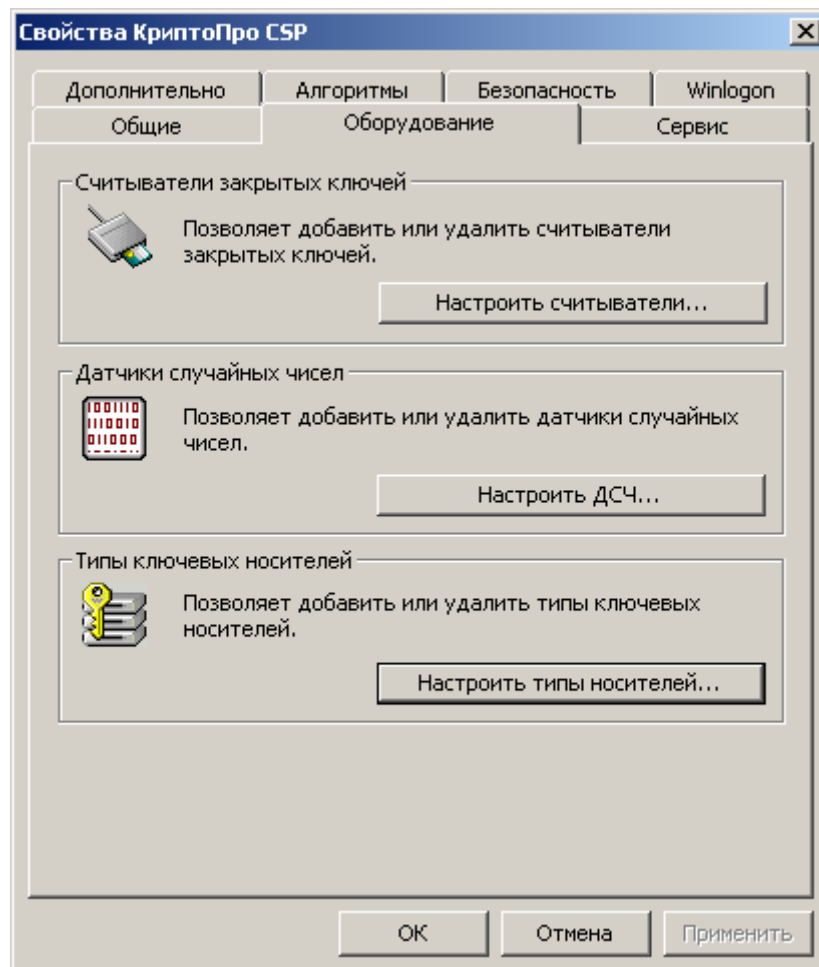 Свойства КриптоПро CSP
Дополнительно Алгоритмы Безопасность Winlogon
Общие Оборудование Сервис
Считыватели закрытых ключей
Позволяет добавить или удалить считыватели
закрытых ключей.
Настроить считыватели...
Датчики случайных чисел
Позволяет добавить или удалить датчики случайных
чисел.
Настроить ДСЧ...
Типы ключевых носителей
Позволяет добавить или удалить типы ключевых
носителей.
Настроить типы носителей...
ОК Отмена Применить